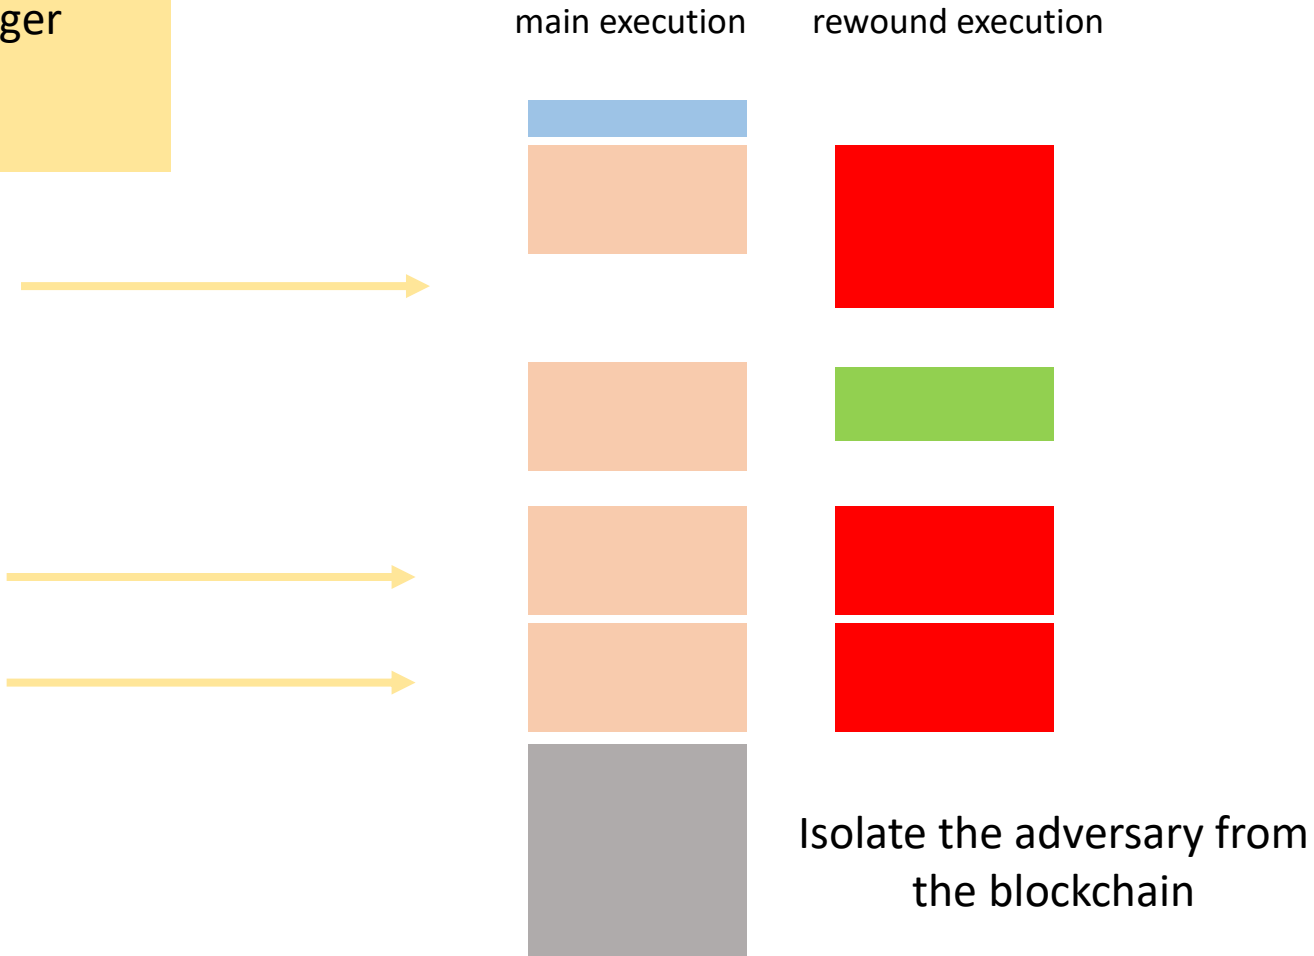 ger
main execution
rewound execution
Isolate the adversary from
the blockchain